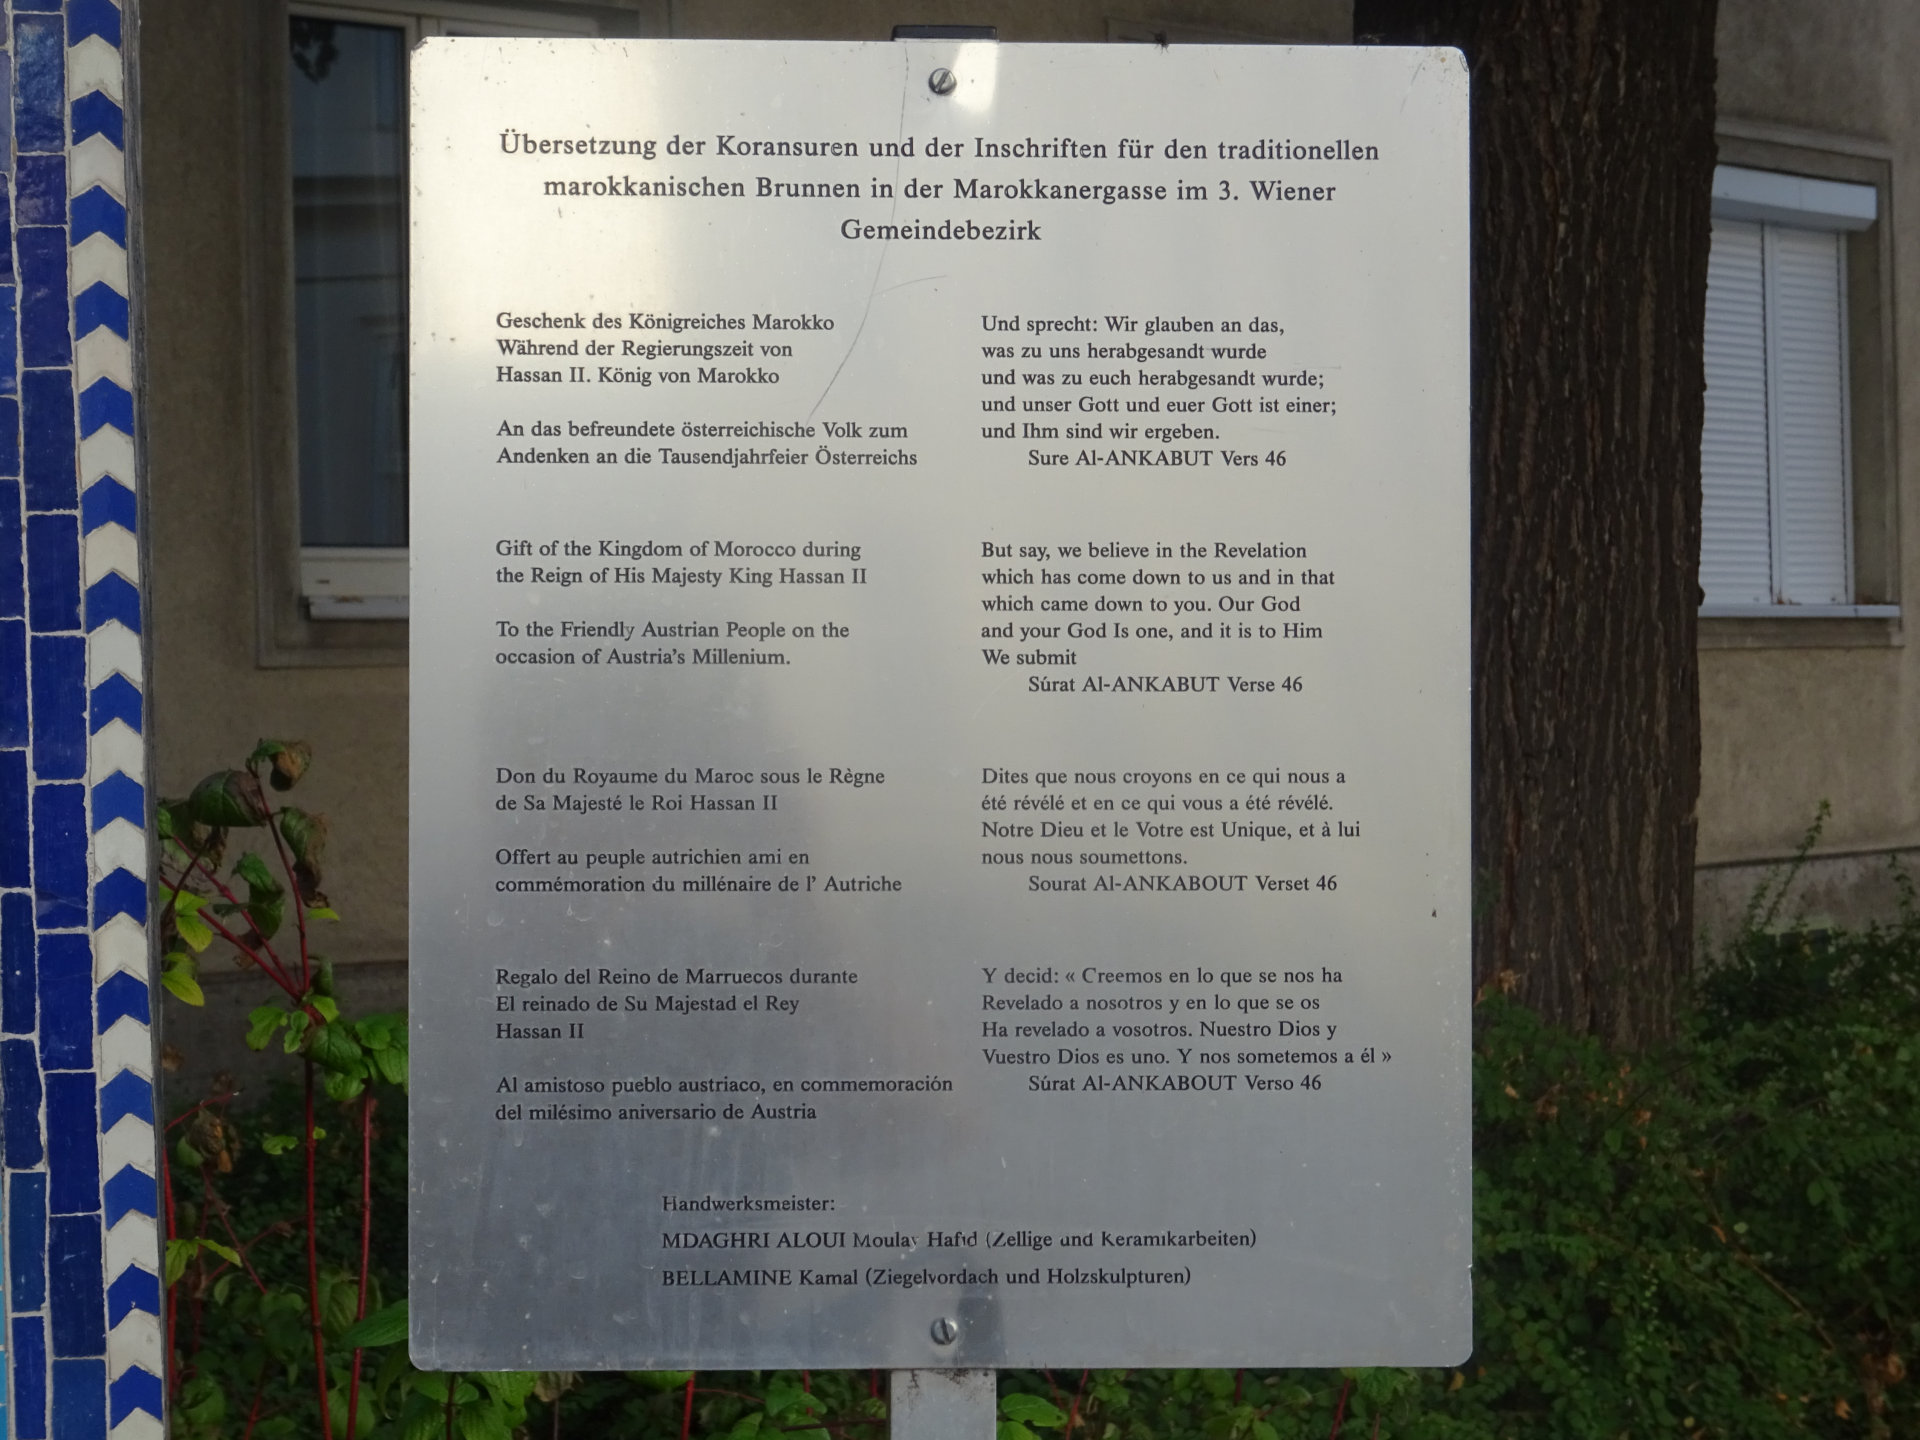 Übersetzung der Koransuren und der Inschriften für den traditionellen
marokkanischen Brunnen in der Marokkanergasse im 3. Wiener
Gemeindebezirk
Geschenk des Königreiches Marokko
Während der Regierungszeit von
Hassan II. König von Marokko
An das befreundete österreichische Volk zum
Andenken an die Tausendjahrfeier Österreichs
Und sprecht: Wir glauben an das,
was zu uns herabgesandt wurde
und was zu euch herabgesandt wurde;
und unser Gott und euer Gott ist einer;
und Ihm sind wir ergeben.
Sure Al-ANKABUT Vers 46
Gift of the Kingdom of Morocco during
the Reign of His Majesty King Hassan II
To the Friendly Austrian People on the
occasion of Austria's Millenium.
But say, we believe in the Revelation
which has come down to us and in that
which came down to you. Our God
and your God Is one, and it is to Him
We submit
Súrat Al-ANKABUT Verse 46
Don du Royaume du Maroc sous le Règne
de Sa Majesté le Roi Hassan II
Offert au peuple autrichien ami en
commémoration du millénaire de l' Autriche
Dites que nous croyons en ce qui nous a
été révélé et en ce qui vous a été révélé.
Notre Dieu et le Votre est Unique, et à lui
nous nous soumettons.
Sourat Al-ANKABOUT Verset 46
Regalo del Reino de Marruecos durante
El reinado de Su Majestad el Rey
Hassan II
Al amistoso pueblo austriaco, en commemoración
del milésimo aniversario de Austria
Y decid: « Creemos en lo que se nos ha
Revelado a nosotros y en lo que se os
Ha revelado a vosotros. Nuestro Dios y
Vuestro Dios es uno. Y nos sometemos a él »
Súrat Al-ANKABOUT Verso 46
Handwerksmeister:
MDAGHRI ALOUI Moulay Hafid (Zellige und Keramikarbeiten)
BELLAMINE Kamal (Ziegelvordach und Holzskulpturen)